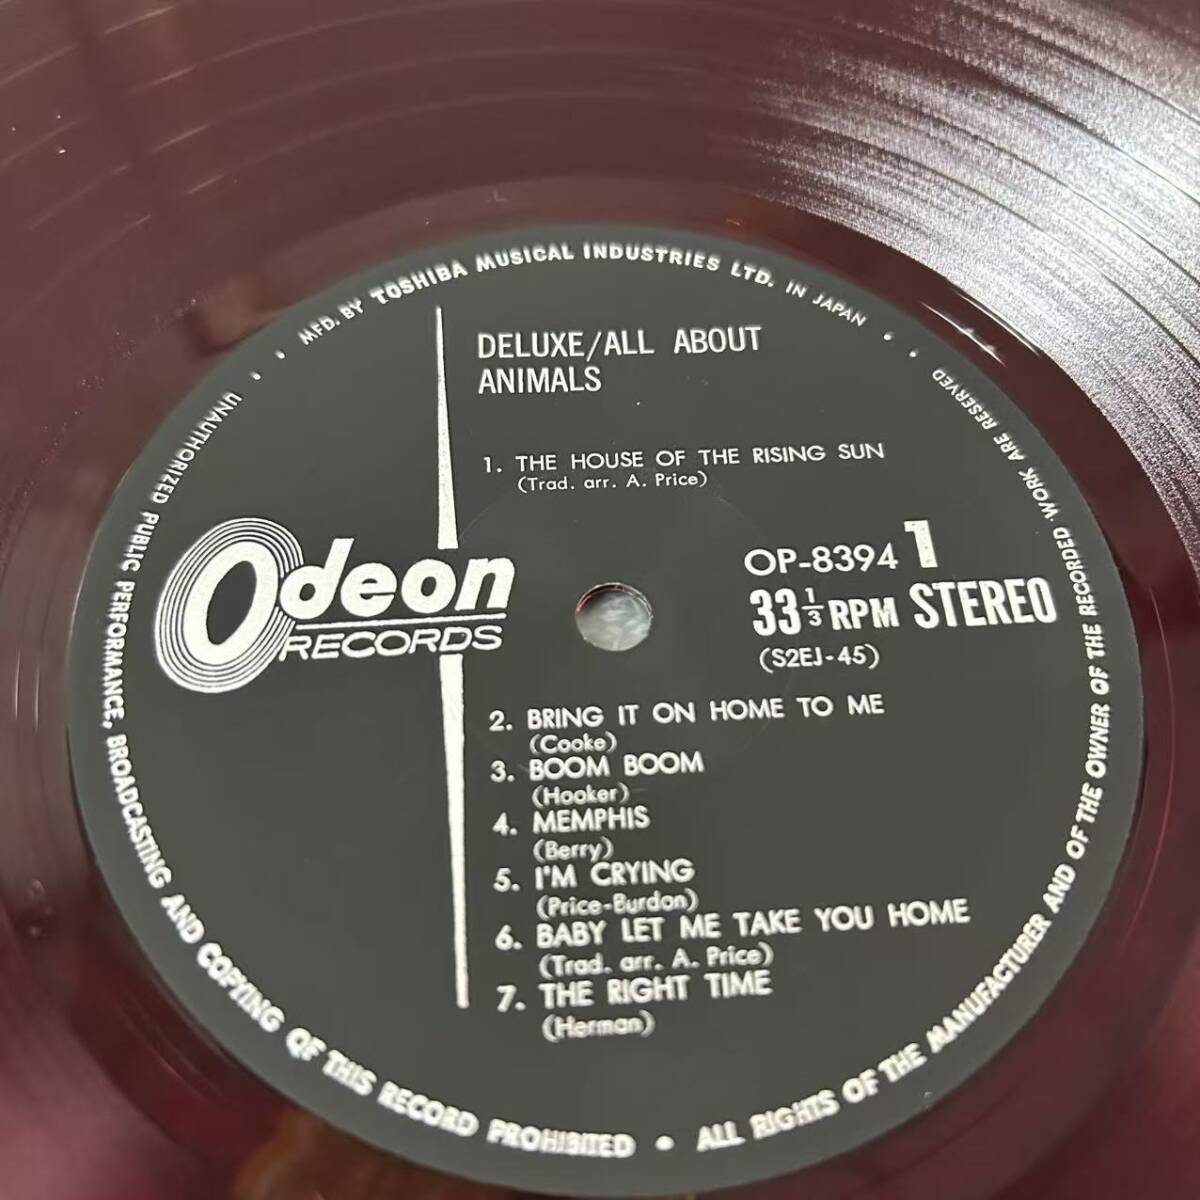 MFD. BY TOSHIBA MUSICAL INDUSTRIES LTD. IN JAPAN •
DELUXE/ALL ABOUT
ANIMALS
1. THE HOUSE OF THE RISING SUN
(Trad. arr. A. Price)
Odeon
RECORDS
OP-8394 1
33 1/3 RPM STEREO
(S2EJ-45)
2. BRING IT ON HOME TO ME
(Cooke)
3. BOOM BOOM
(Hooker)
4. MEMPHIS
(Berry)
5. I'M CRYING
(Price-Burdon)
6. BABY LET ME TAKE YOU HOME
(Trad. arr. A. Price)
7. THE RIGHT TIME
(Herman)
UNAUTHORIZED PUBLIC PERFORMANCE, BROADCASTING AND COPYING OF THIS RECORD PROHIBITED • ALL RIGHTS OF THE MANUFACTURER AND OF THE OWNER OF THE RECORDED WORK ARE RESERVED •